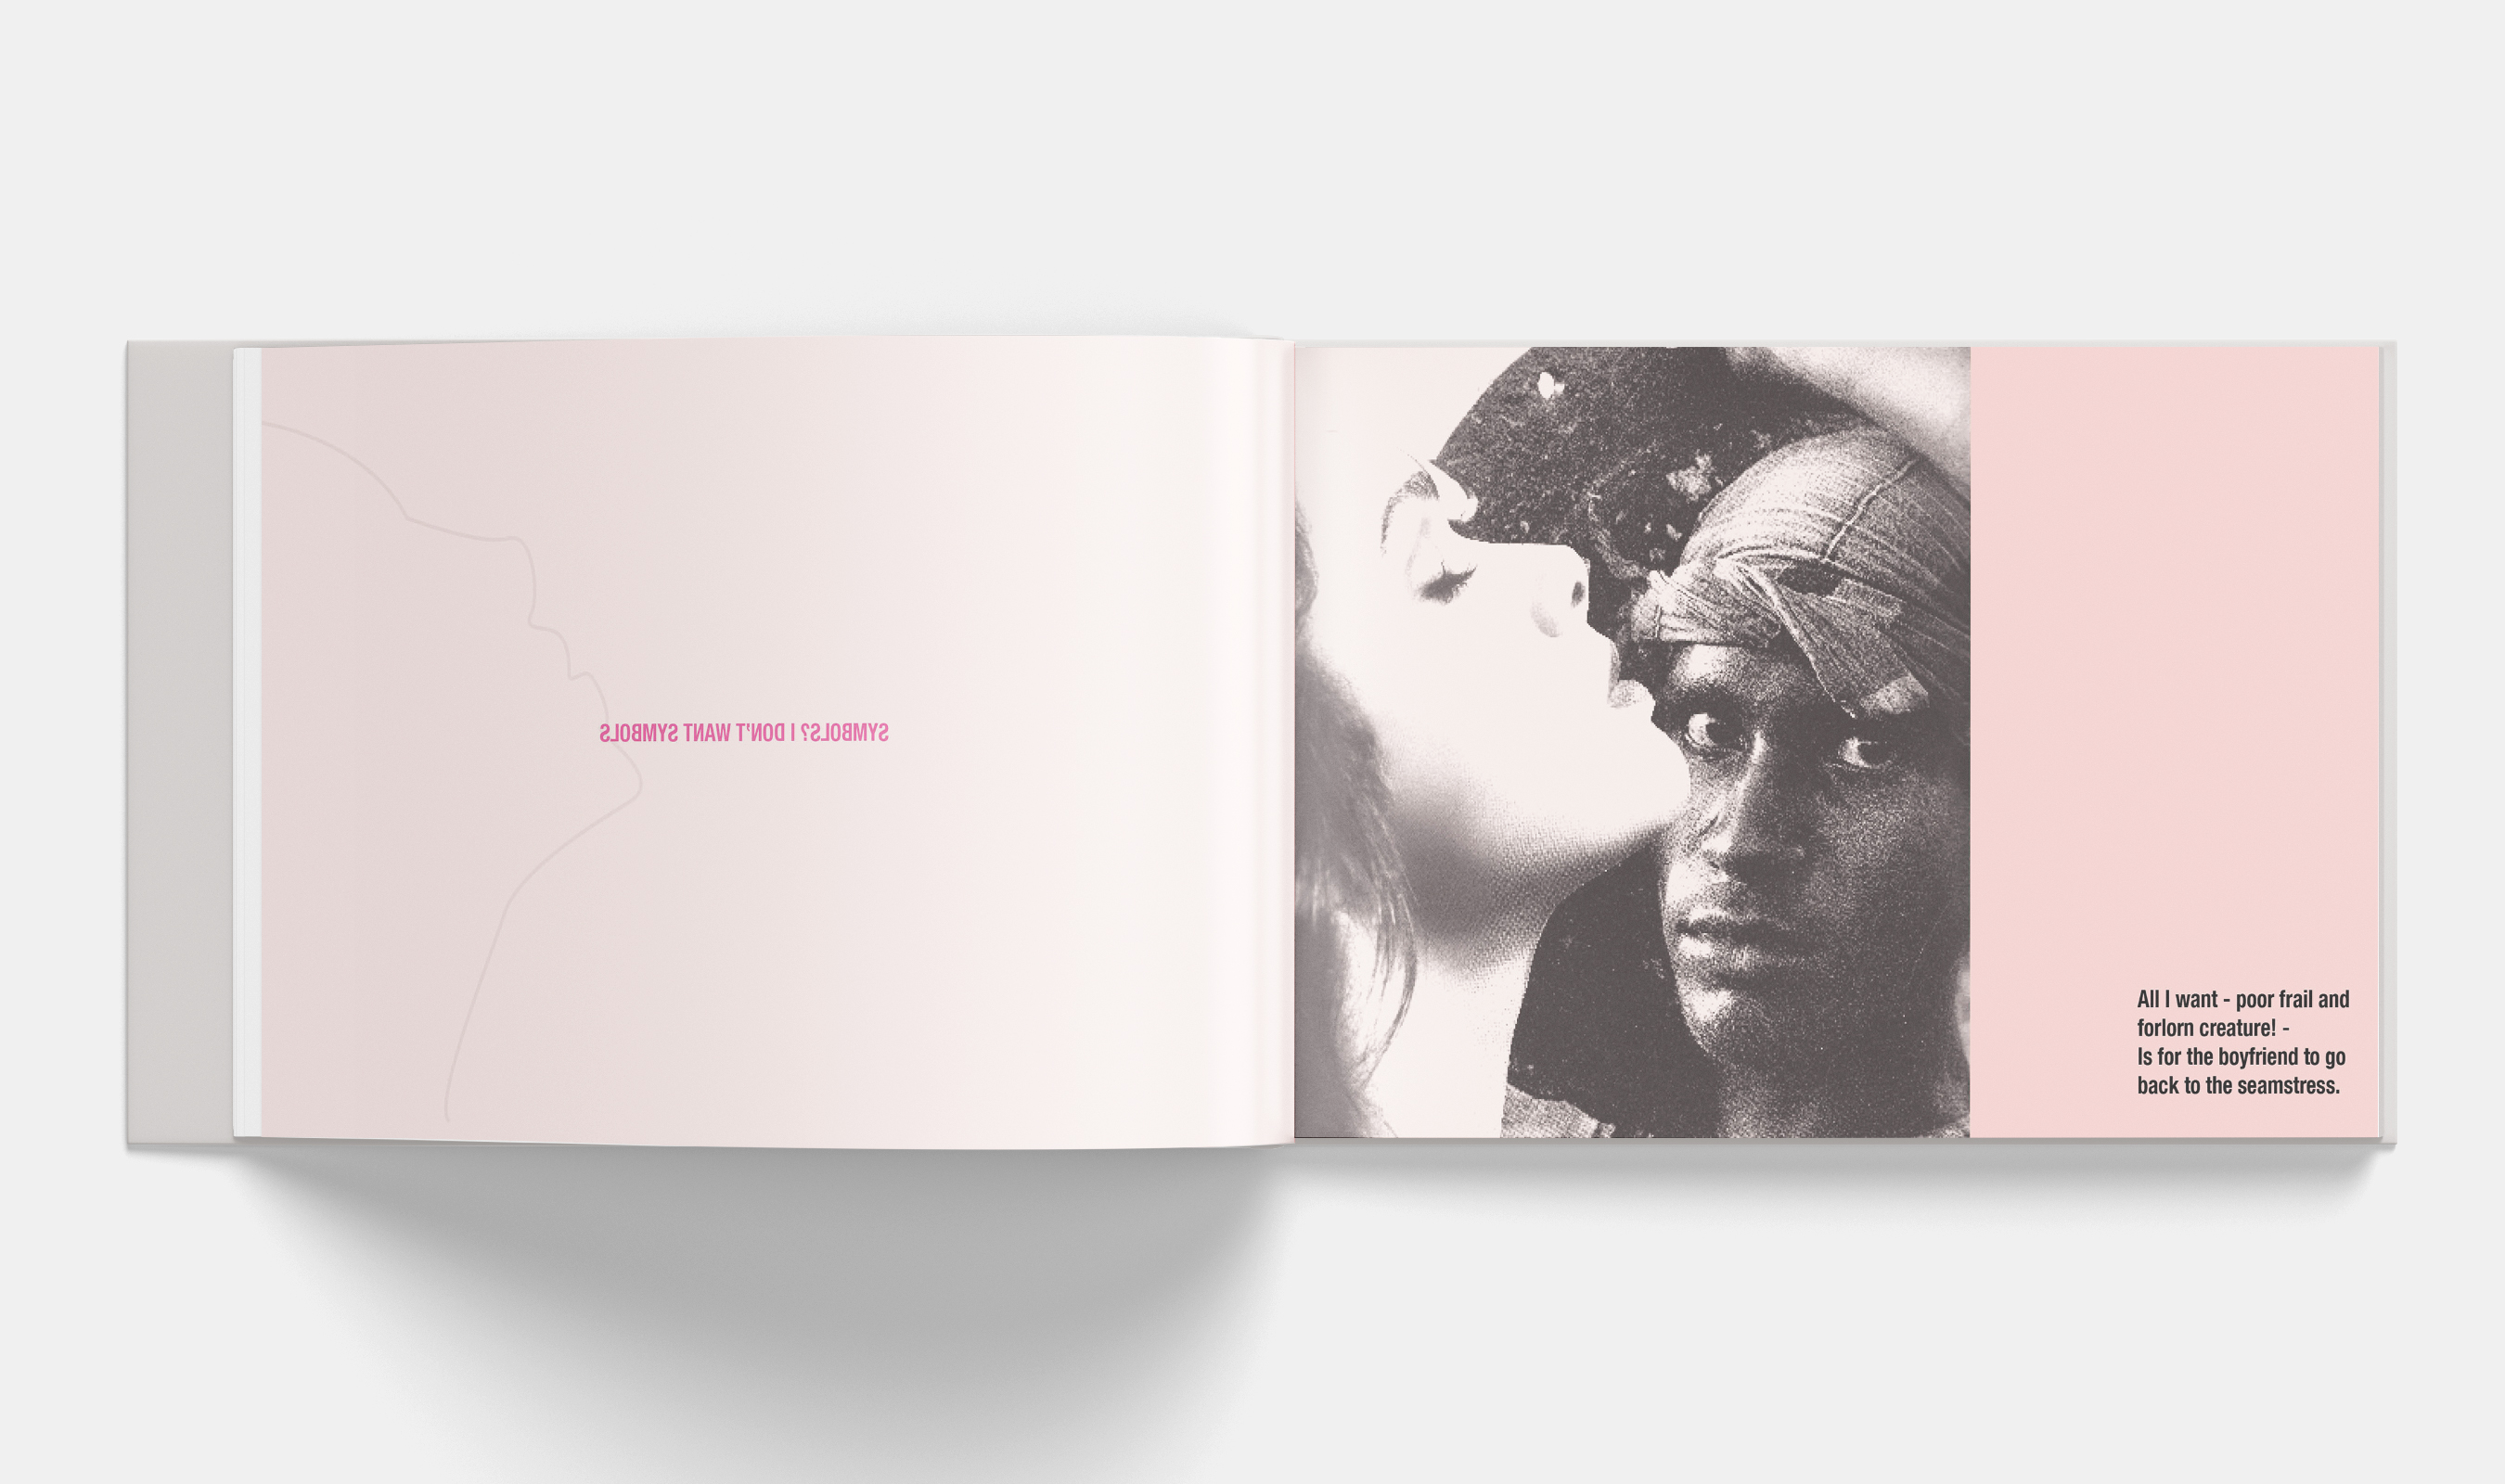 SYMBOLS? I DON'T WANT SYMBOLS
All I want - poor frail and
forlorn creature! -
Is for the boyfriend to go
back to the seamstress.